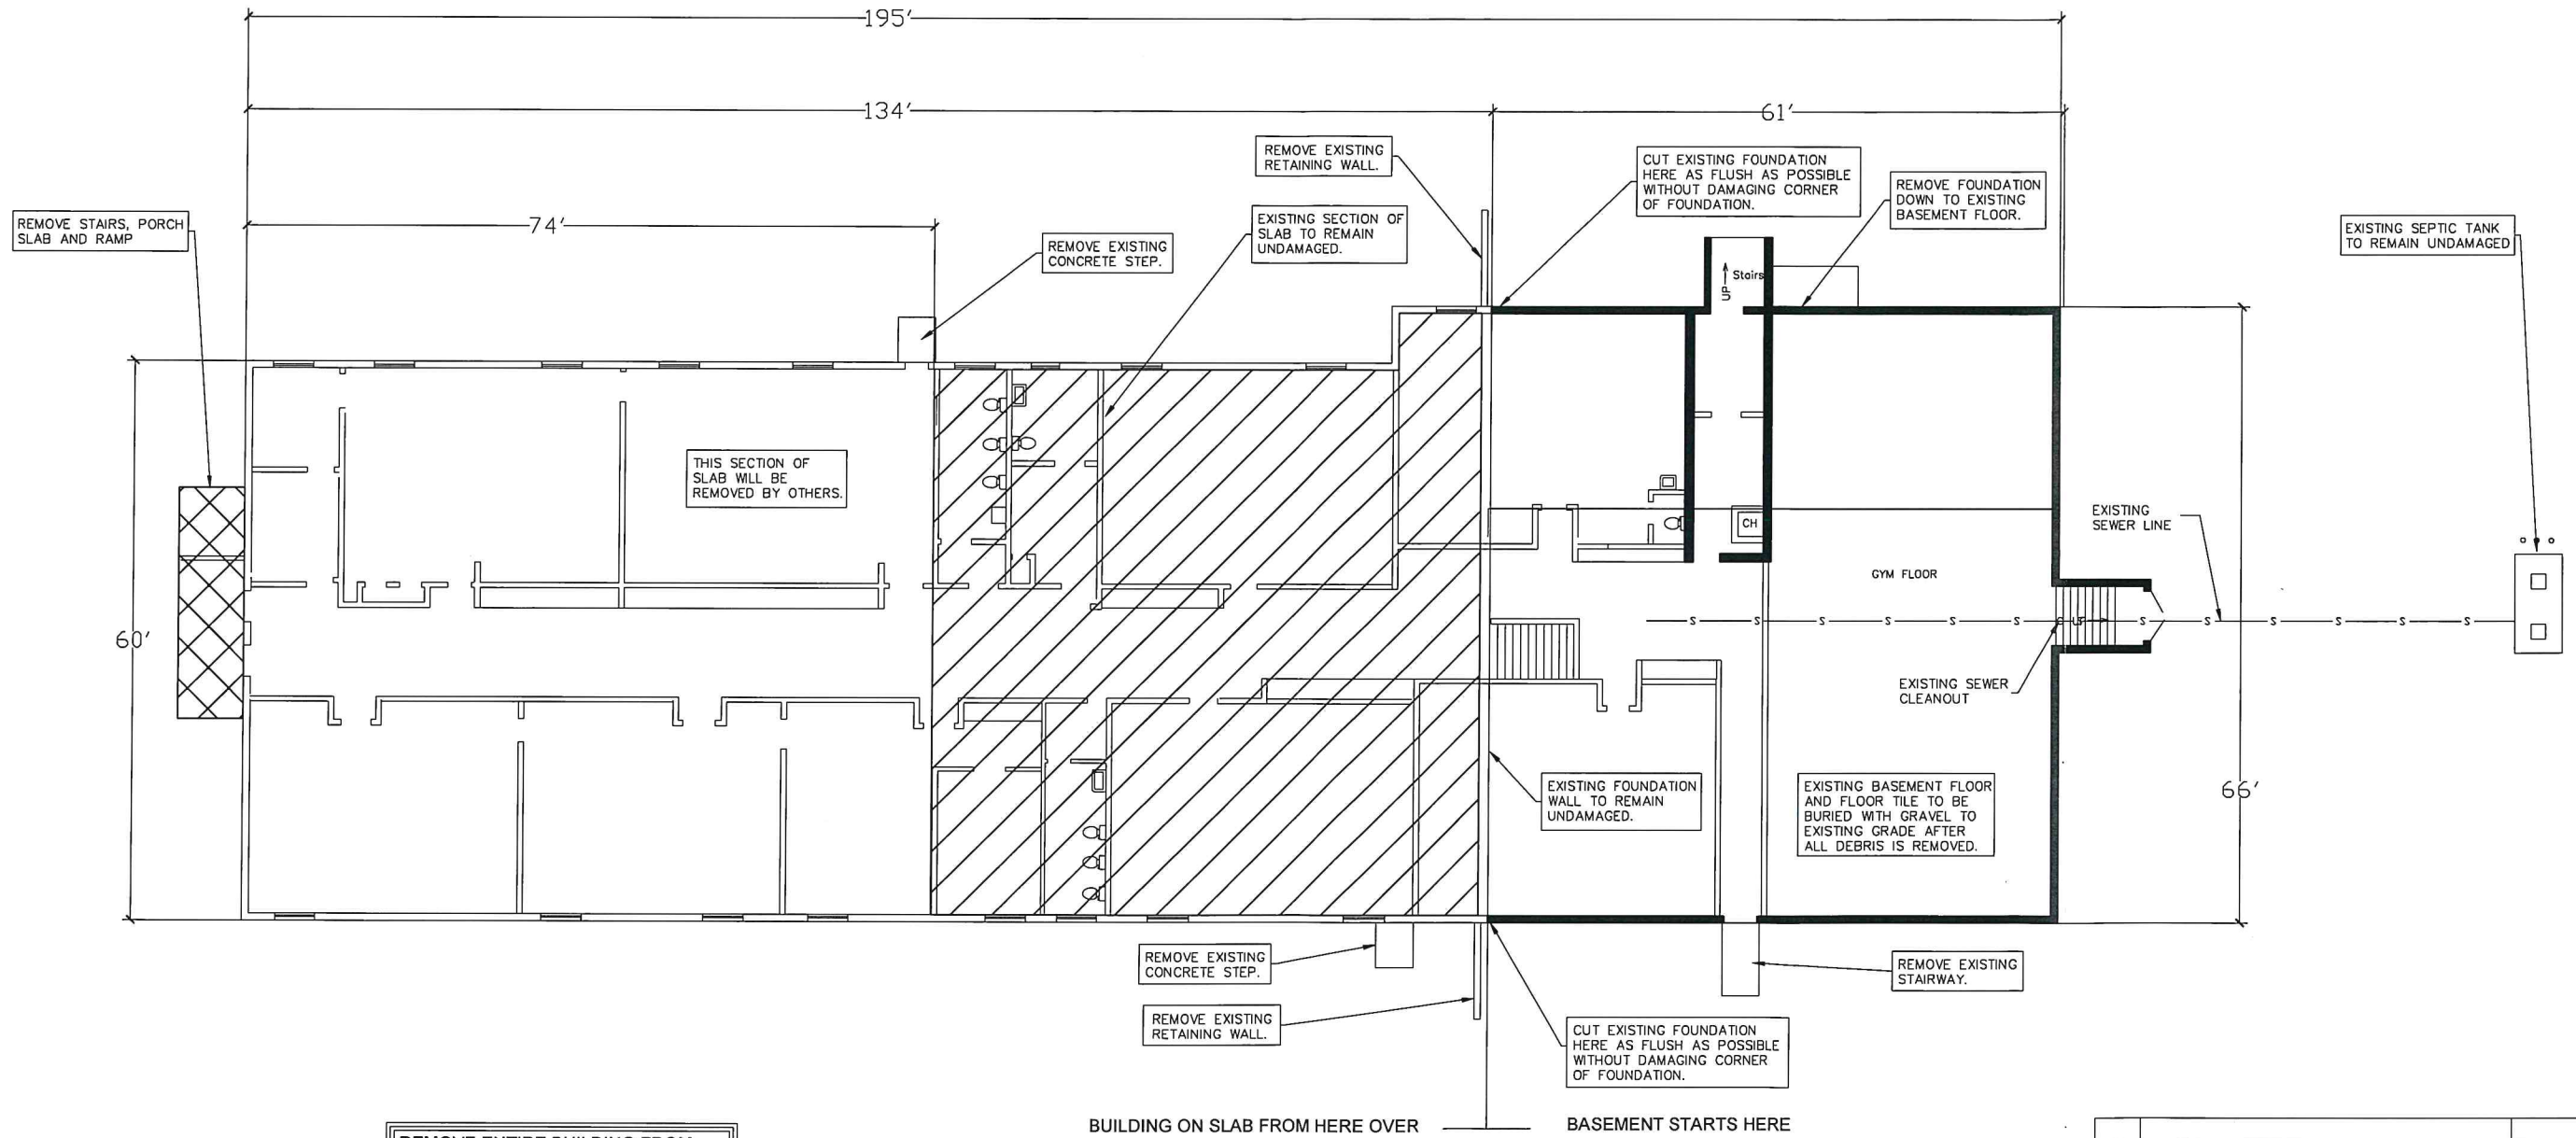 195'
134'
61'
REMOVE EXISTING
RETAINING WALL.
CUT EXISTING FOUNDATION
HERE AS FLUSH AS POSSIBLE
WITHOUT DAMAGING CORNER
OF FOUNDATION.
REMOVE FOUNDATION
DOWN TO EXISTING
BASEMENT FLOOR.
REMOVE STAIRS, PORCH
SLAB AND RAMP
74'
EXISTING SECTION OF
SLAB TO REMAIN
UNDAMAGED.
REMOVE EXISTING
CONCRETE STEP.
EXISTING SEPTIC TANK
TO REMAIN UNDAMAGED
Stairs
UP
THIS SECTION OF
SLAB WILL BE
REMOVED BY OTHERS.
CH
EXISTING
SEWER LINE
GYM FLOOR
60'
S S S S S S S S S S S S
EXISTING SEWER
CLEANOUT
EXISTING FOUNDATION
WALL TO REMAIN
UNDAMAGED.
EXISTING BASEMENT FLOOR
AND FLOOR TILE TO BE
BURIED WITH GRAVEL TO
EXISTING GRADE AFTER
ALL DEBRIS IS REMOVED.
66'
REMOVE EXISTING
CONCRETE STEP.
REMOVE EXISTING
STAIRWAY.
REMOVE EXISTING
RETAINING WALL.
CUT EXISTING FOUNDATION
HERE AS FLUSH AS POSSIBLE
WITHOUT DAMAGING CORNER
OF FOUNDATION.
BUILDING ON SLAB FROM HERE OVER
BASEMENT STARTS HERE
REMOVE ENTIRE BUILDING FROM